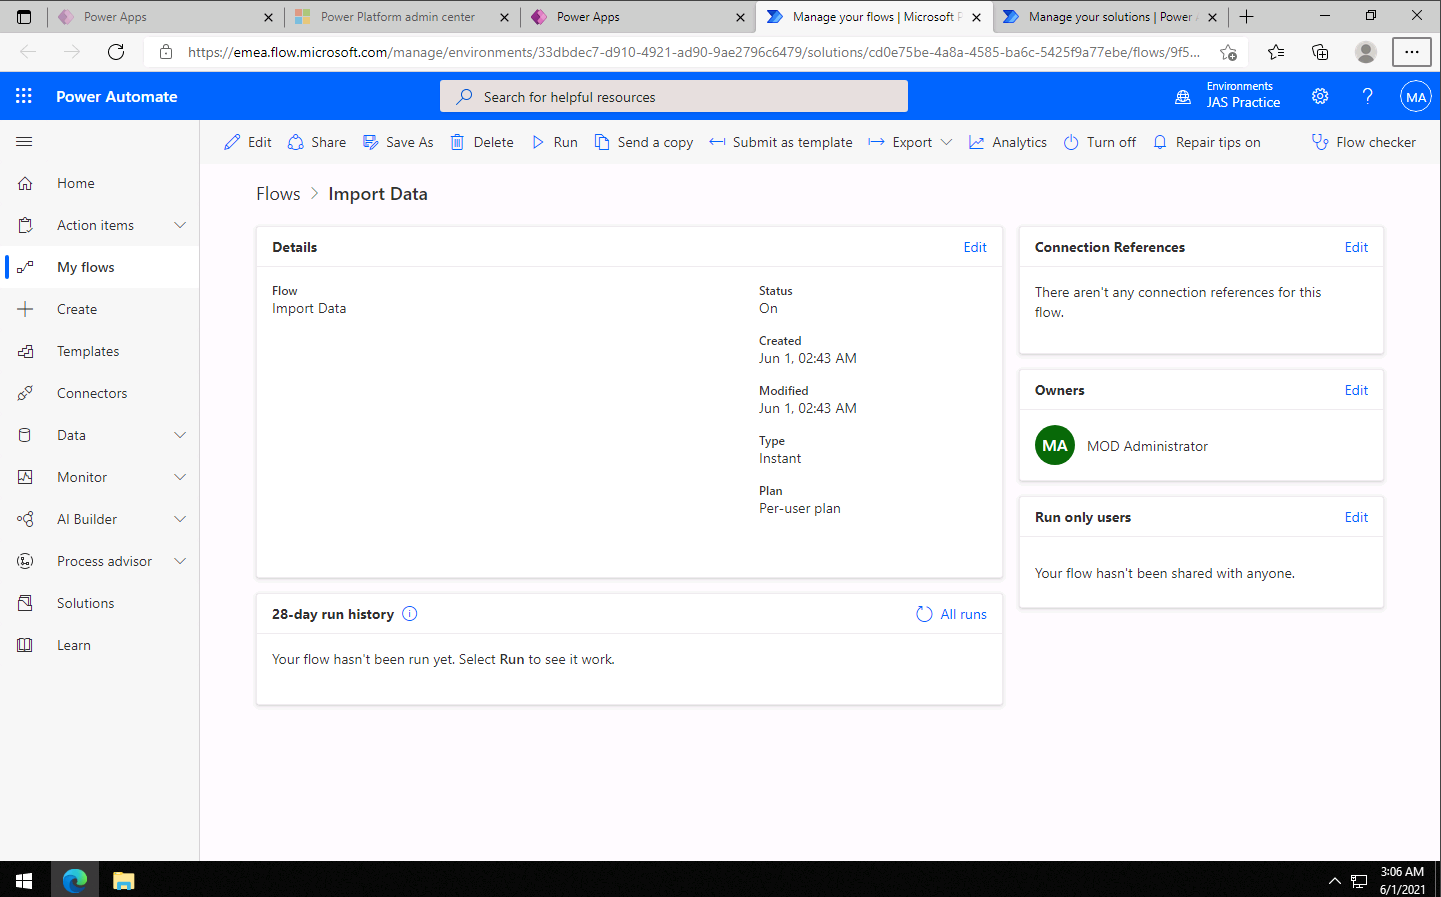 Power Apps
Power Platform admin center
Power Apps
Manage your flows | Microsoft P
Manage your solutions | Power A
https://emea.flow.microsoft.com/manage/environments/33dbdec7-d910-4921-ad90-9ae2796c6479/solutions/cd0e75be-4a8a-4585-ba6c-5425f9a77ebe/flows/9f5...
Power Automate
Search for helpful resources
Environments
JAS Practice
?
MA
Edit
Share
Save As
Delete
Run
Send a copy
Submit as template
Export
Analytics
Turn off
Repair tips on
Flow checker
Home
Action items
My flows
Create
Templates
Connectors
Data
Monitor
AI Builder
Process advisor
Solutions
Learn
Flows > Import Data
Details
Edit
Flow
Import Data
Status
On
Created
Jun 1, 02:43 AM
Modified
Jun 1, 02:43 AM
Type
Instant
Plan
Per-user plan
28-day run history
All runs
Your flow hasn't been run yet. Select Run to see it work.
Connection References
Edit
There aren't any connection references for this
flow.
Owners
Edit
MA
MOD Administrator
Run only users
Edit
Your flow hasn't been shared with anyone.
3:06 AM
6/1/2021